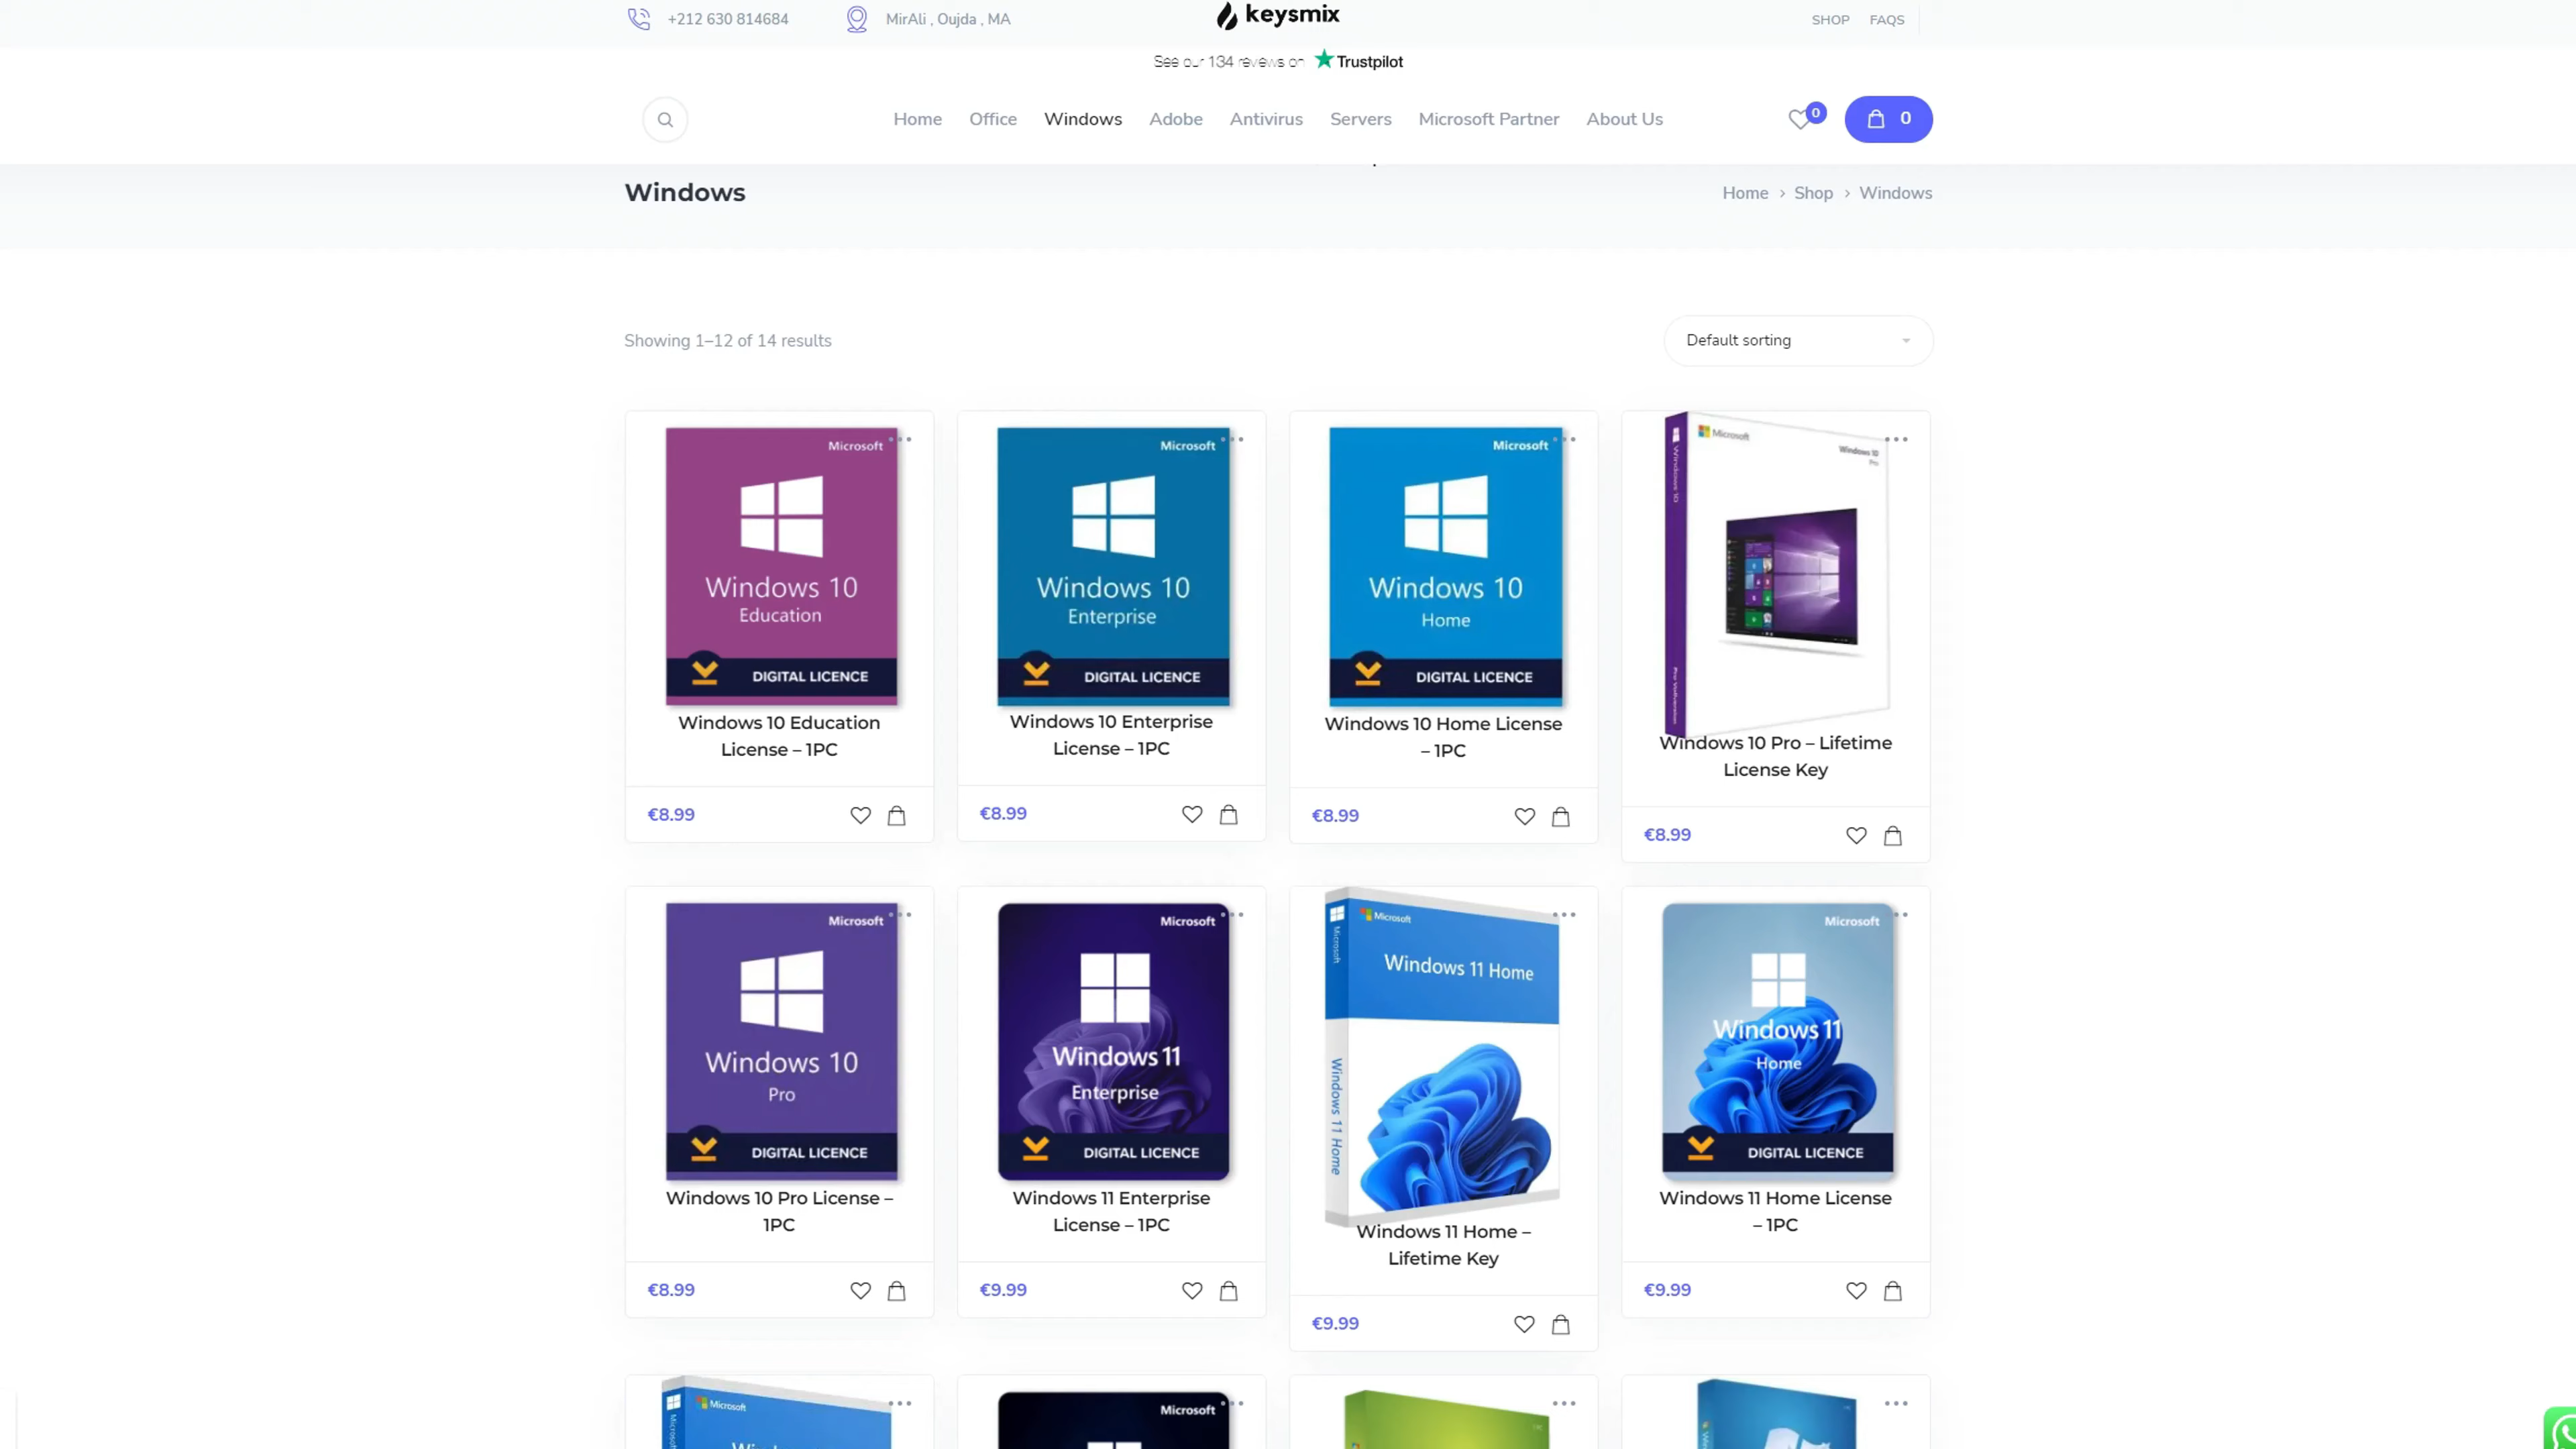 +212 630 814684
MirAli , Oujda , MA
keysmix
SHOP FAQS
See our 134 reviews on Trustpilot
Home Office Windows Adobe Antivirus Servers Microsoft Partner About Us
0
0
Windows
Home > Shop > Windows
Showing 1–12 of 14 results
Default sorting
Microsoft
Windows 10
Education
DIGITAL LICENCE
Windows 10 Education
License – 1PC
€8.99
Microsoft
Windows 10
Enterprise
DIGITAL LICENCE
Windows 10 Enterprise
License – 1PC
€8.99
Microsoft
Windows 10
Home
DIGITAL LICENCE
Windows 10 Home License
– 1PC
€8.99
Microsoft
Windows 10
Pro
Windows 10
Windows 10 Pro – Lifetime
License Key
€8.99
Microsoft
Windows 10
Pro
DIGITAL LICENCE
Windows 10 Pro License –
1PC
€8.99
Microsoft
Windows 11
Enterprise
DIGITAL LICENCE
Windows 11 Enterprise
License – 1PC
€9.99
Microsoft
Microsoft
Windows 11 Home
Windows 11 Home
Windows 11 Home –
Lifetime Key
€9.99
Microsoft
Windows 11
Home
DIGITAL LICENCE
Windows 11 Home License
– 1PC
€9.99
Microsoft
Microsoft